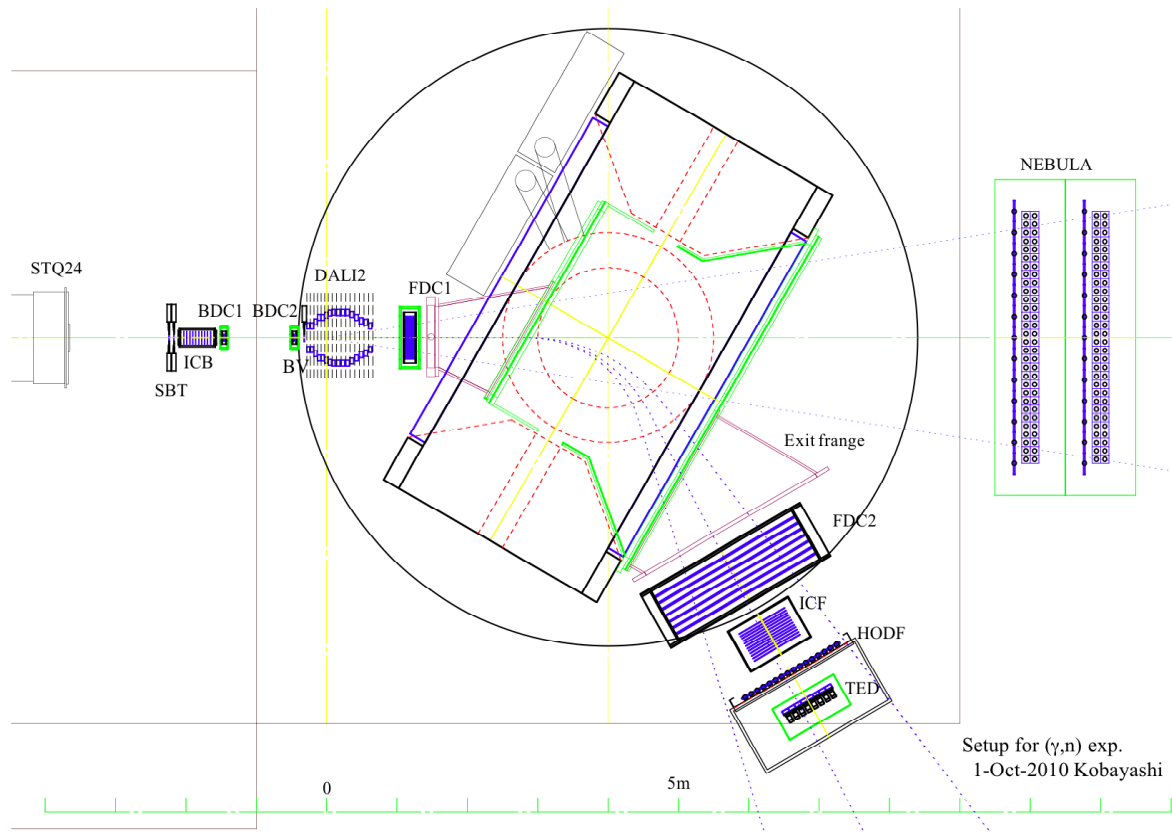 NEBULA
STQ24
DALI2
FDC1
BDC1
BDC2
ICB
BV
SBT
Exit frange
FDC2
ICF
HODF
TED
Setup for (γ,n) exp.
1-Oct-2010 Kobayashi
0
5m